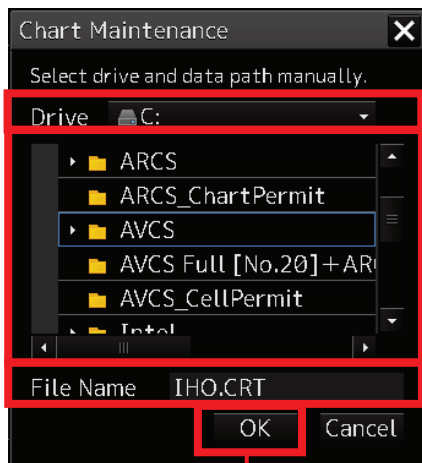 Chart Maintenance
Select drive and data path manually.
Drive C:
ARCS
ARCS_ChartPermit
AVCS
AVCS Full [No.20]+AR
AVCS_CellPermit
Intel
File Name IHO.CRT
OK Cancel